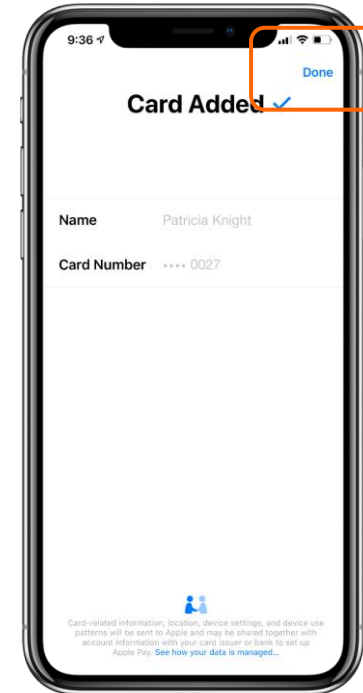 9:36
Done
Card Added
Name Patricia Knight
Card Number •••• 0027
Card-related information, location, device settings, and device use
patterns will be sent to Apple and may be shared together with
account information with your card issuer or bank to set up
Apple Pay. See how your data is managed...